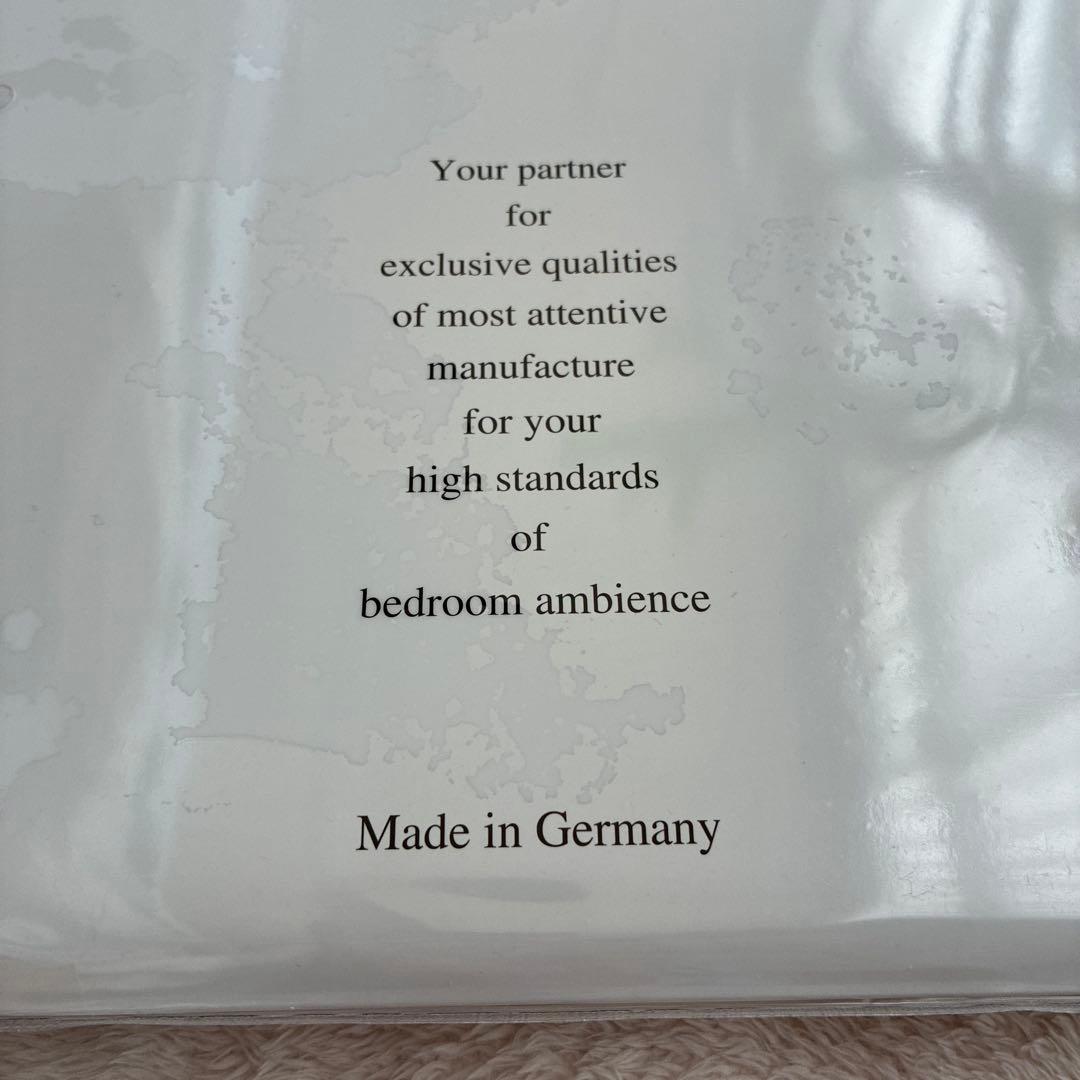 Your partner
for
exclusive qualities
of most attentive
manufacture
for your
high standards
of
bedroom ambience
Made in Germany